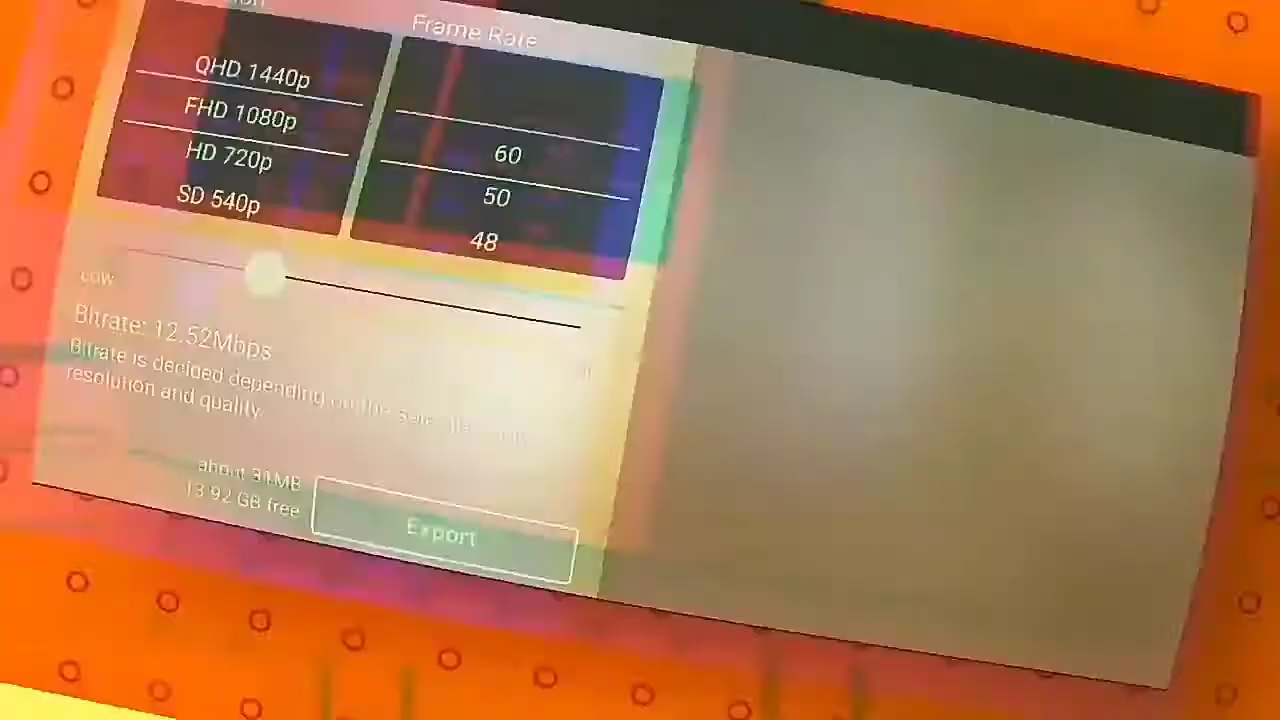 Frame Rate
QHD 1440p
FHD 1080p
HD 720p
SD 540p
60
50
48
Low
Bitrate: 12.52Mbps
Bitrate is decided depending on the
resolution and quality.
about 31MB
13.92 GB free
Export